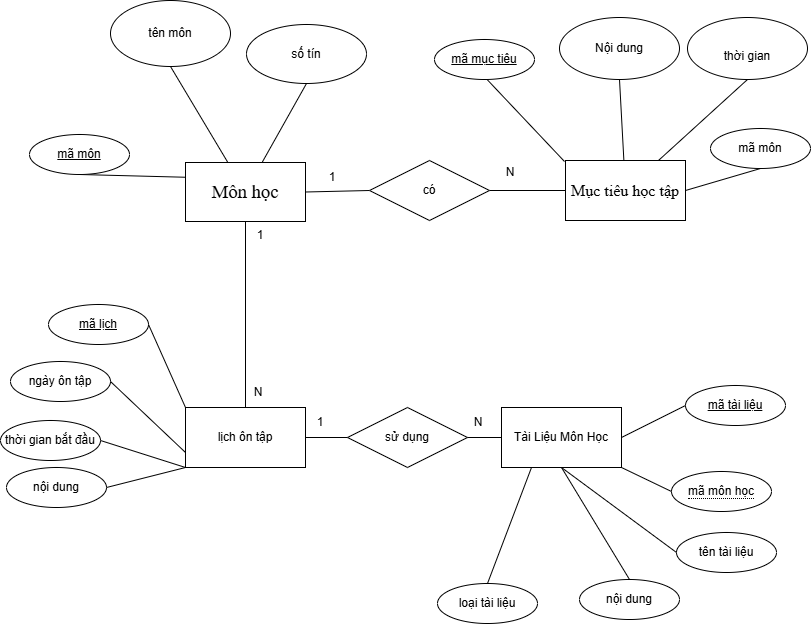 tên môn
số tín
mã môn
Môn học
1
có
N
mã mục tiêu
Nội dung
thời gian
mã môn
Mục tiêu học tập
1
N
mã lịch
ngày ôn tập
thời gian bắt đầu
nội dung
lịch ôn tập
1
sử dụng
N
Tài Liệu Môn Học
mã tài liệu
mã môn học
tên tài liệu
nội dung
loại tài liệu